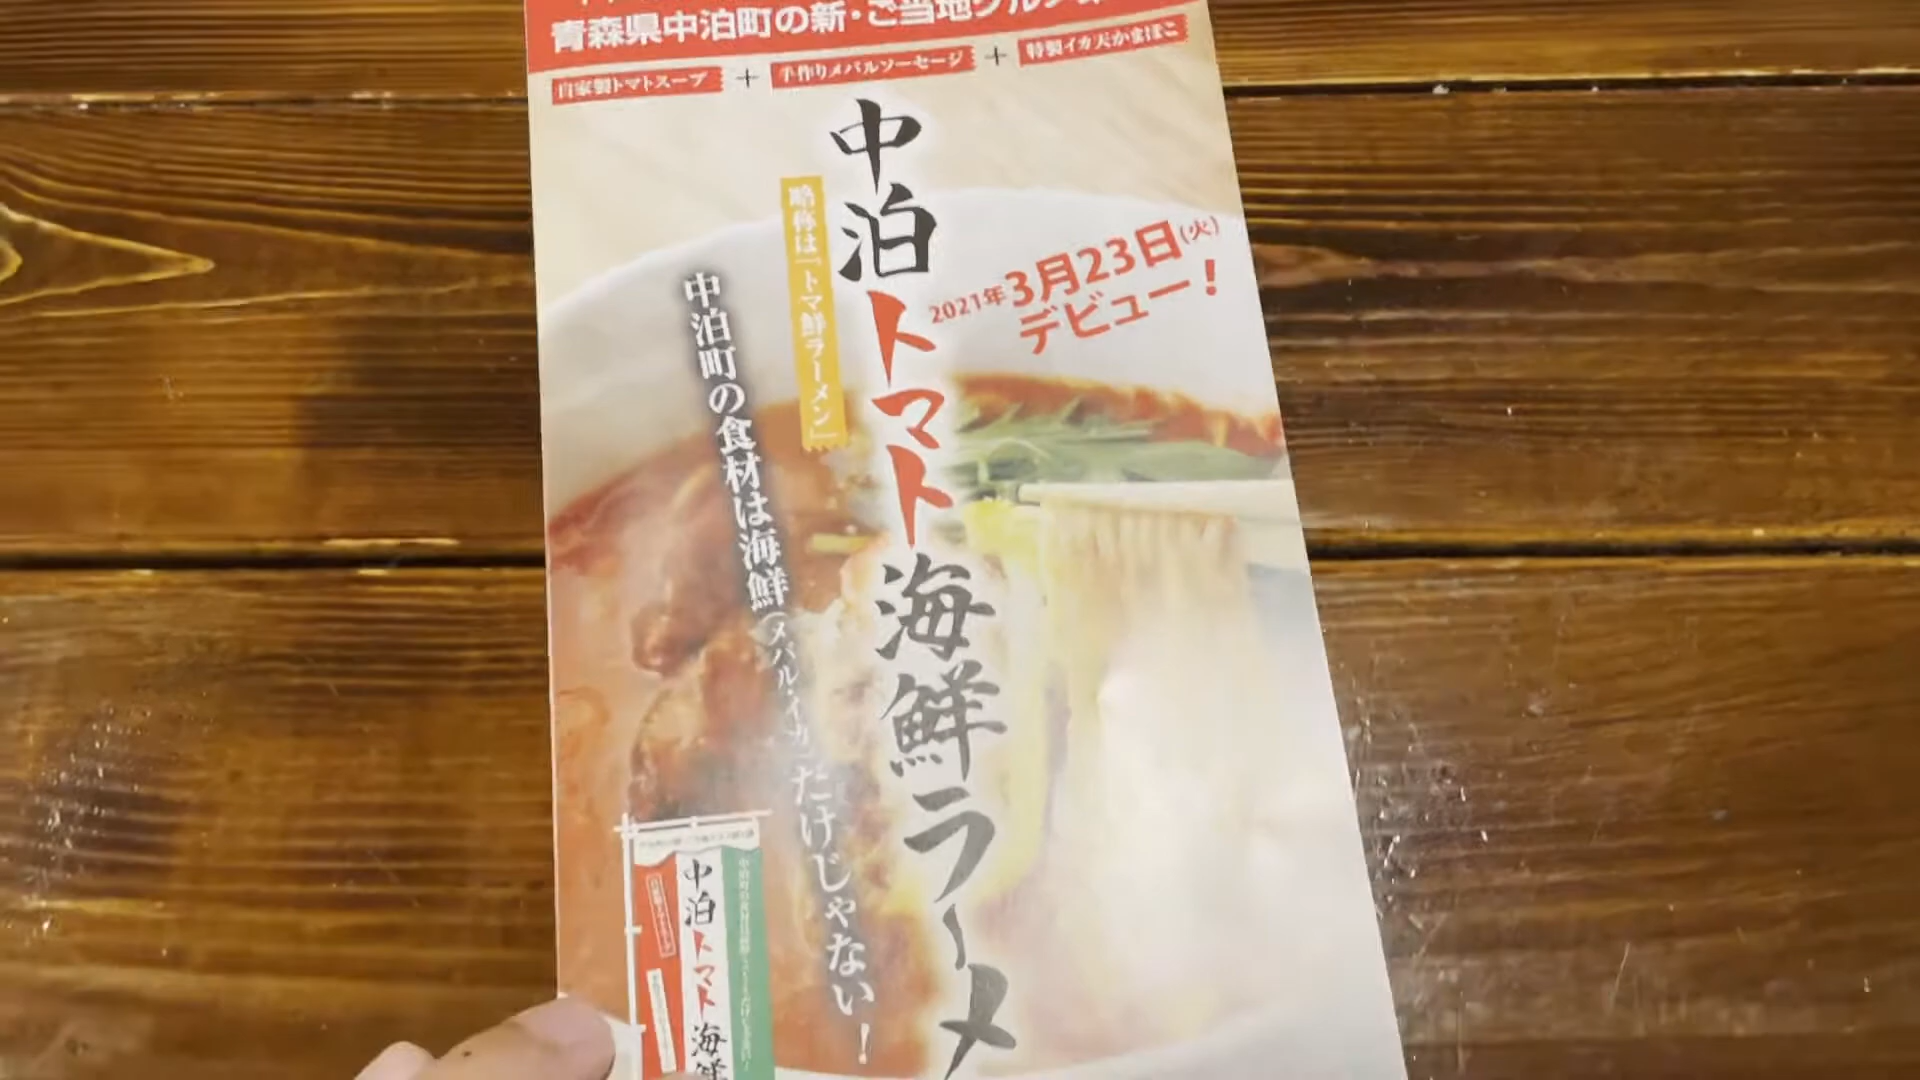 青森県中泊町の新・ご当地グルメ
自家製トマトスープ + 手作りメバルソーセージ + 特製イカ天かまぼこ
中泊トマト海鮮ラーメ
2021年3月23日(火)
デビュー!
略称は「トマ鮮ラーメン」
中泊町の食材は海鮮(メバル・イカ)だけじゃない!
中泊トマト海鮮